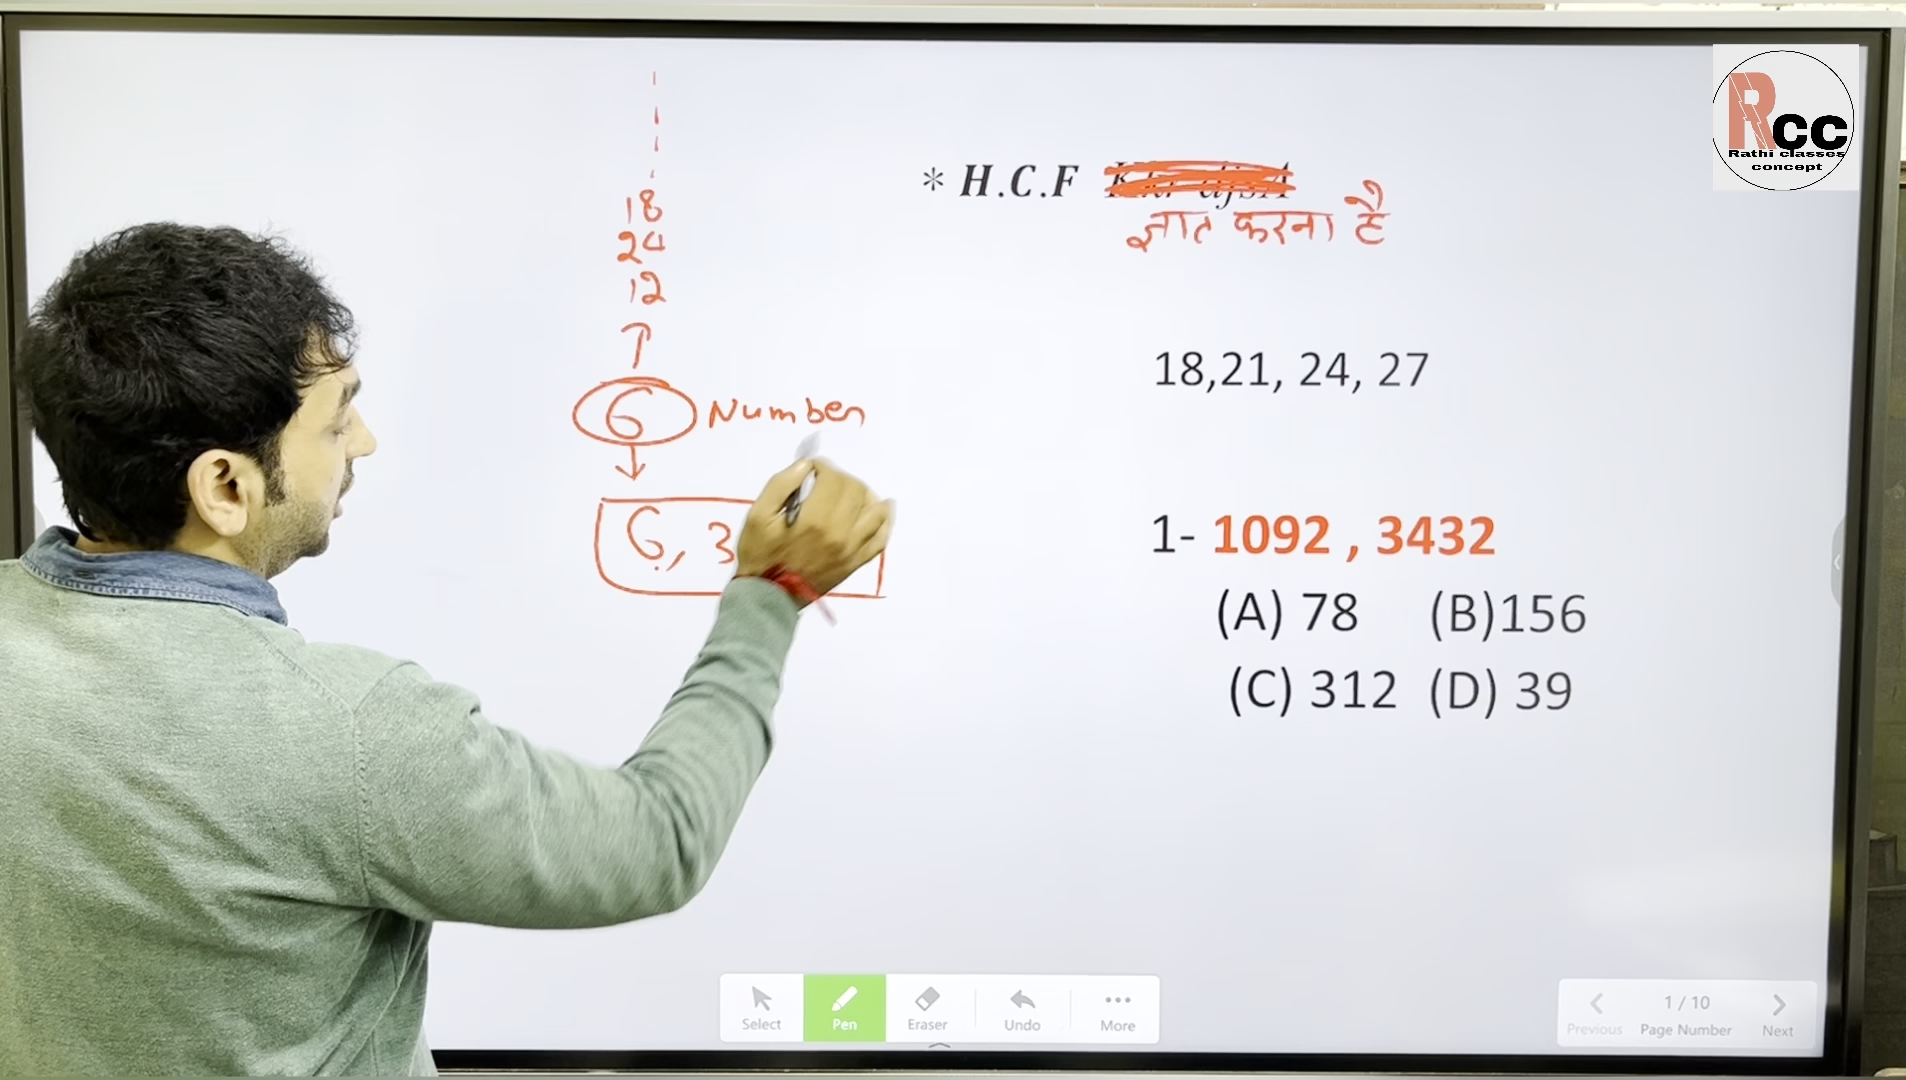 18
24
12
6 Number
6, 3
* H.C.F
ज्ञात करना है
18,21, 24, 27
1- 1092 , 3432
(A) 78 (B)156
(C) 312 (D) 39
Rcc
Rathi classes
concept
Select
Pen
Eraser
Undo
More
1 / 10
Previous Page Number Next